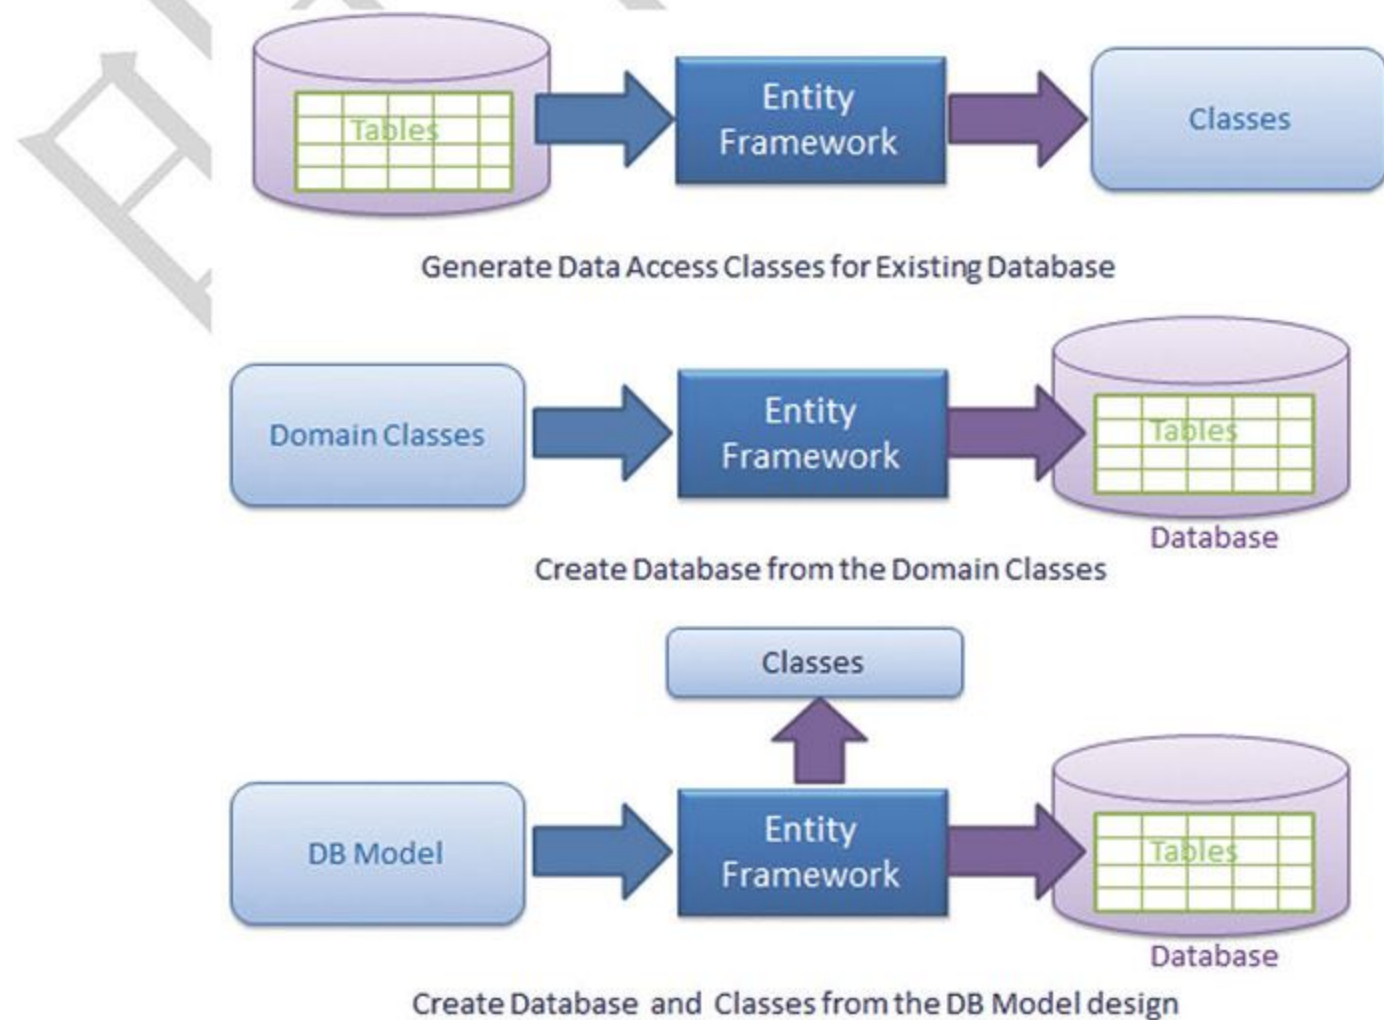 Tables
Entity
Framework
Classes
Generate Data Access Classes for Existing Database
Domain Classes
Entity
Framework
Tables
Database
Create Database from the Domain Classes
Classes
DB Model
Entity
Framework
Tables
Database
Create Database and Classes from the DB Model design